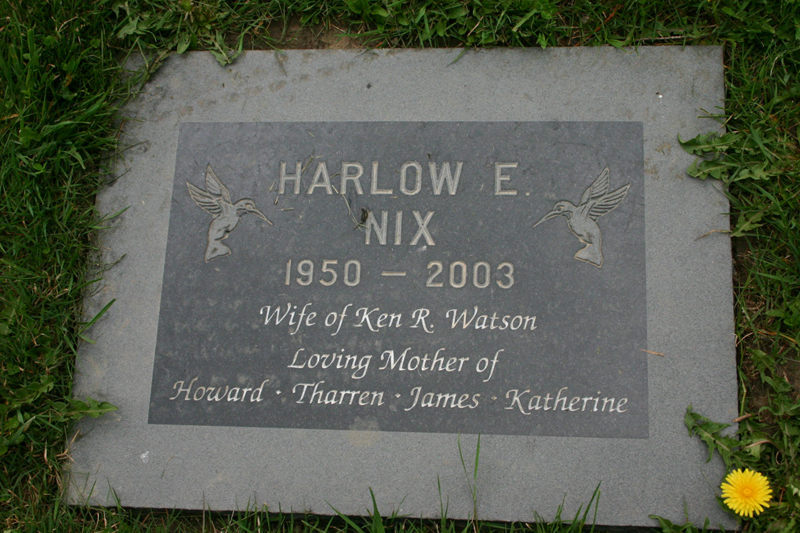 HARLOW E.
NIX
1950 — 2003
Wife of Ken R. Watson
Loving Mother of
Howard · Tharren · James · Katherine